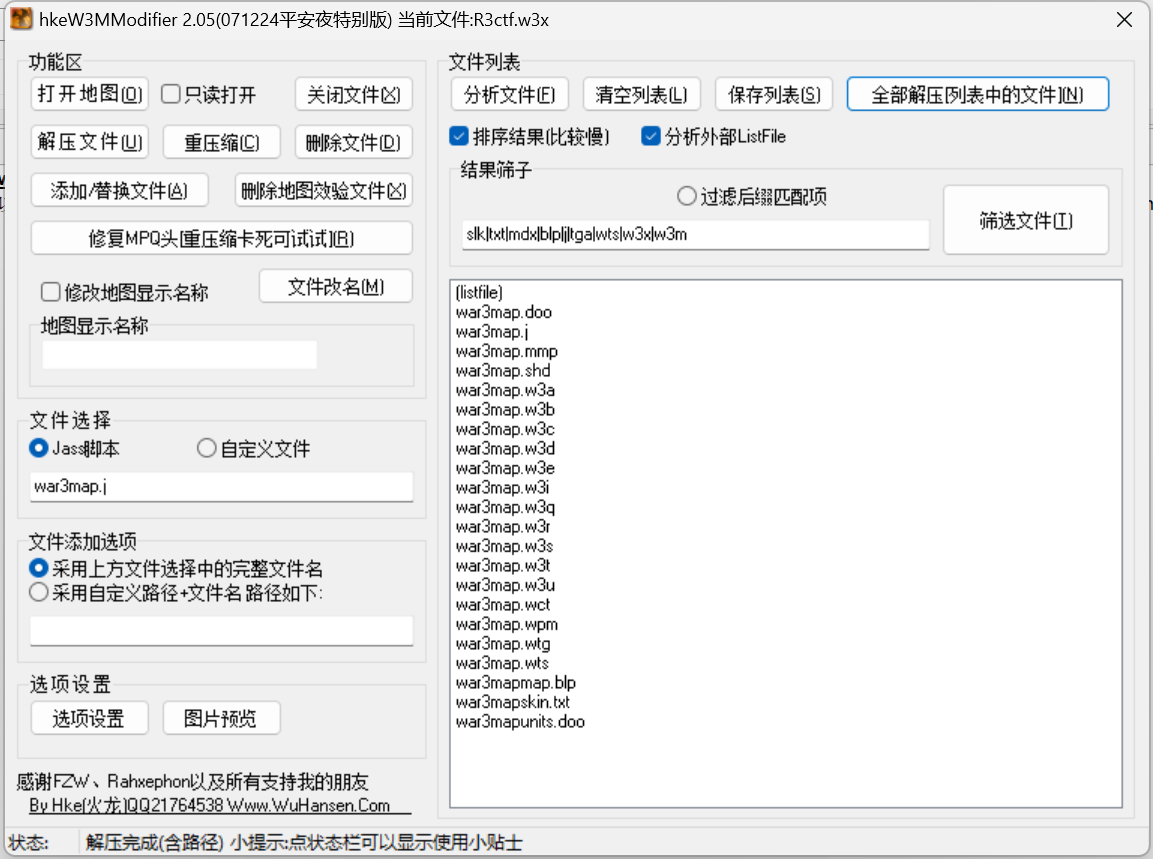 hkeW3MModifier 2.05(071224平安夜特别版) 当前文件:R3ctf.w3x
功能区
打开地图(O)
只读打开
关闭文件(X)
解压文件(U)
重压缩(C)
删除文件(D)
添加/替换文件(A)
删除地图效验文件(X)
修复MPQ头[重压缩卡死可试试](R)
修改地图显示名称
文件改名(M)
地图显示名称
文件选择
Jass脚本
自定义文件
war3map.j
文件添加选项
采用上方文件选择中的完整文件名
采用自定义路径+文件名 路径如下:
选项设置
选项设置
图片预览
感谢FZW、Rahxephon以及所有支持我的朋友
By Hke(火龙)QQ21764538 Www.WuHansen.Com
文件列表
分析文件(F)
清空列表(L)
保存列表(S)
全部解压[列表中的文件](N)
排序结果(比较慢)
分析外部ListFile
结果筛子
过滤后缀匹配项
slk|txt|mdx|blp|j|tga|wts|w3x|w3m
筛选文件(T)
(listfile)
war3map.doo
war3map.j
war3map.mmp
war3map.shd
war3map.w3a
war3map.w3b
war3map.w3c
war3map.w3d
war3map.w3e
war3map.w3i
war3map.w3q
war3map.w3r
war3map.w3s
war3map.w3t
war3map.w3u
war3map.wct
war3map.wpm
war3map.wtg
war3map.wts
war3mapmap.blp
war3mapskin.txt
war3mapunits.doo
状态:
解压完成(含路径) 小提示:点状态栏可以显示使用小贴士